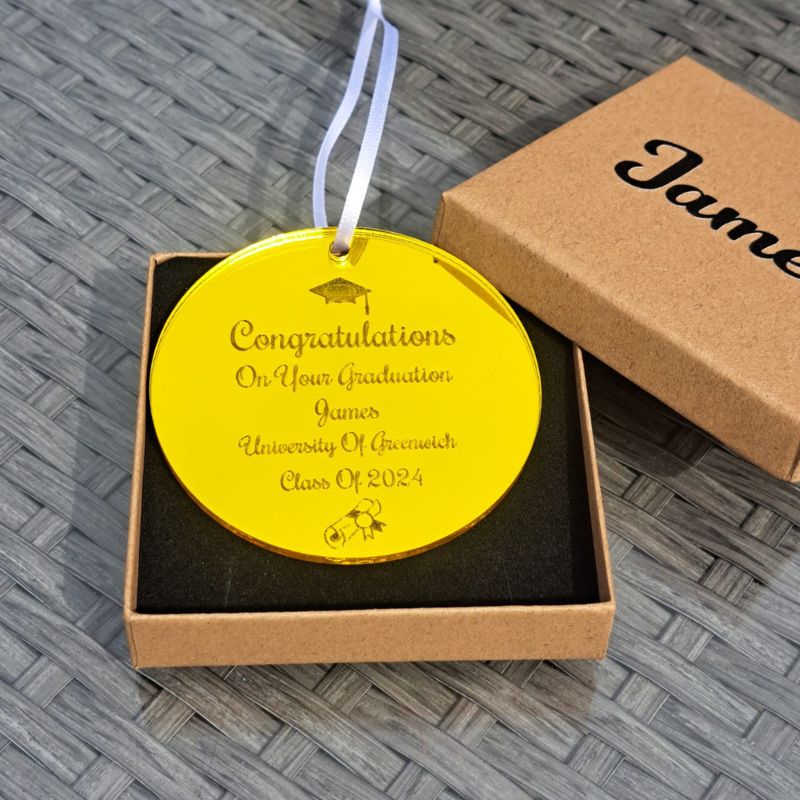 Congratulations
On Your Graduation
James
University Of Greenwich
Class Of 2024
Jame